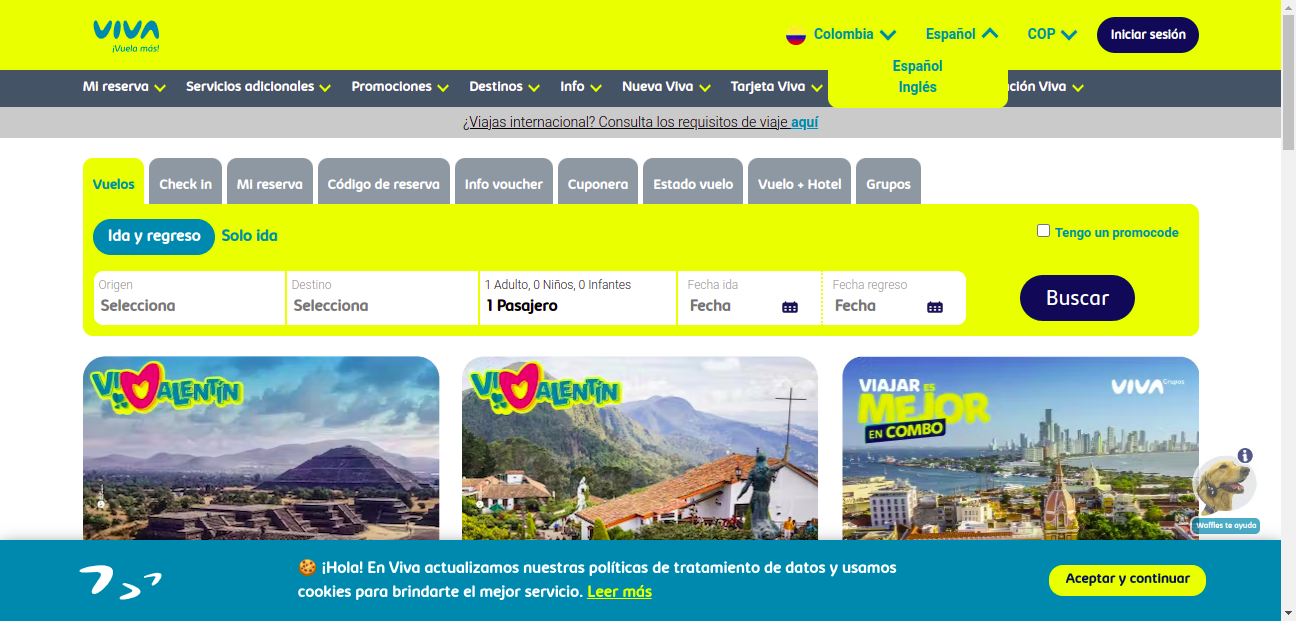 VIVA
¡Vuela más!
Colombia
Español
COP
Iniciar sesión
Español
Inglés
Mi reserva
Servicios adicionales
Promociones
Destinos
Info
Nueva Viva
Tarjeta Viva
ción Viva
¿Viajas internacional? Consulta los requisitos de viaje aquí
Vuelos
Check In
Mi reserva
Código de reserva
Info voucher
Cuponera
Estado vuelo
Vuelo + Hotel
Grupos
Ida y regreso
Solo ida
Tengo un promocode
Origen
Selecciona
Destino
Selecciona
1 Adulto, 0 Niños, 0 Infantes
1 Pasajero
Fecha ida
Fecha
Fecha regreso
Fecha
Buscar
VIVALENTÍN
VIVALENTÍN
VIAJAR ES
MEJOR
EN COMBO
VIVA Grupos
i
Waffles te ayuda
¡Hola! En Viva actualizamos nuestras políticas de tratamiento de datos y usamos
cookies para brindarte el mejor servicio. Leer más
Aceptar y continuar